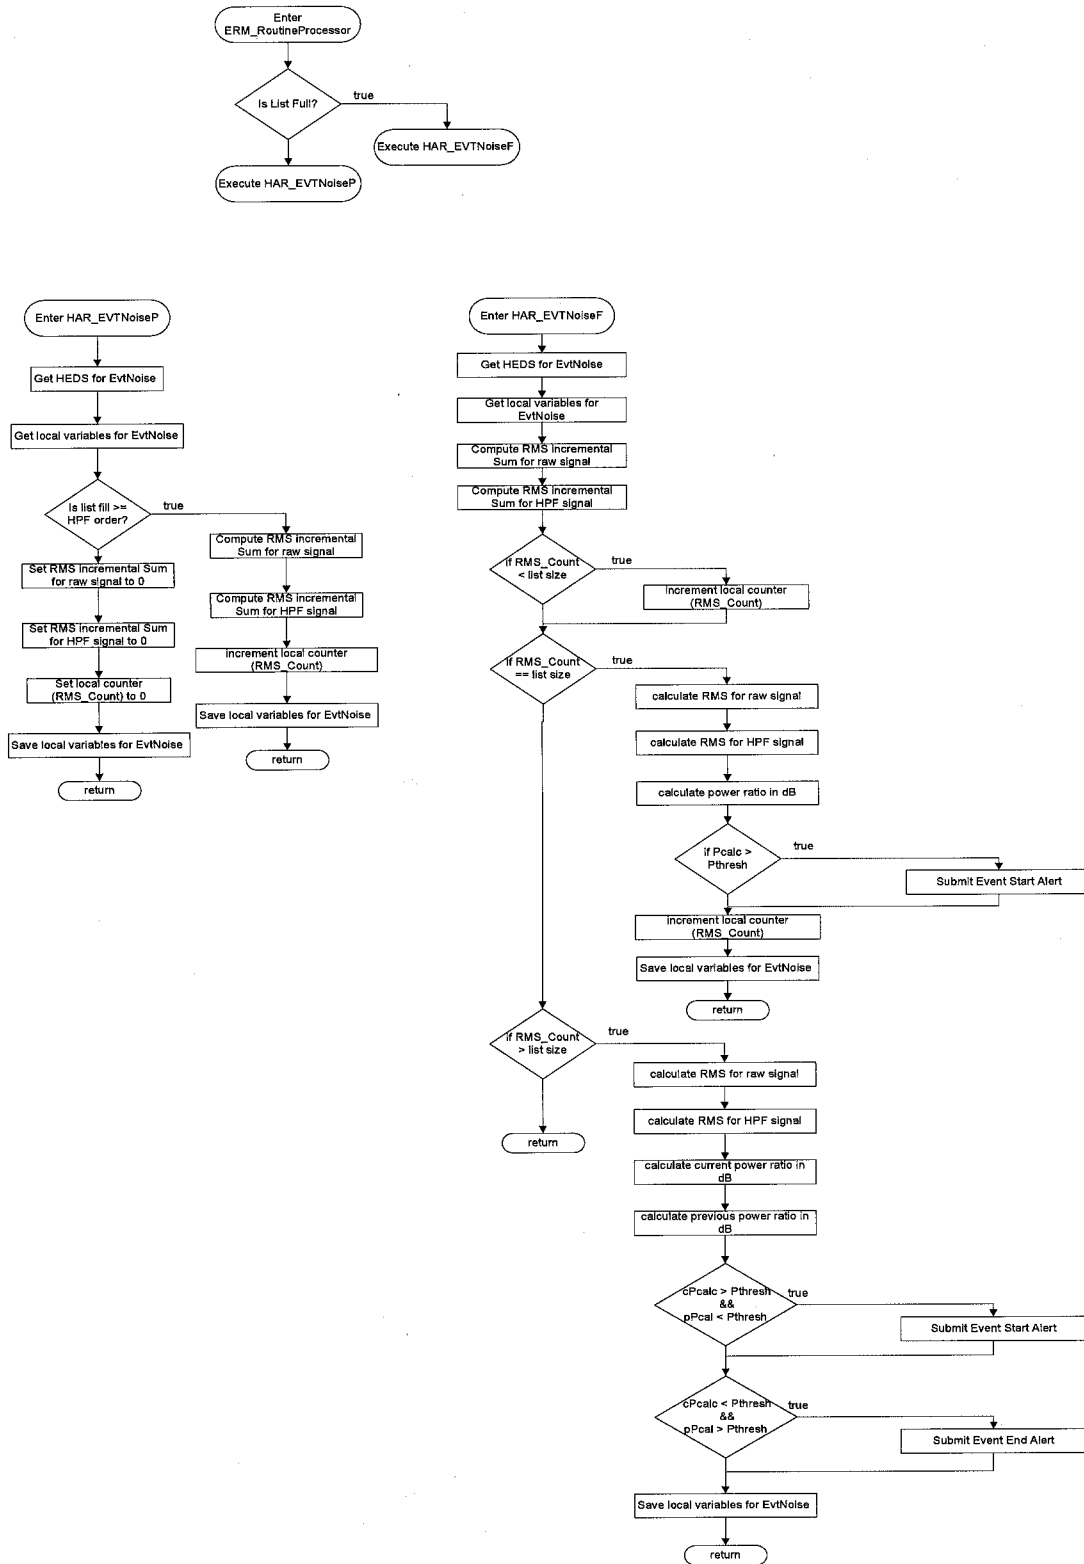 Enter
ERM_RoutineProcessor
Is List Full?
true
Execute HAR_EVTNoiseF
Execute HAR_EVTNoiseP
Enter HAR_EVTNoiseP
Get HEDS for EvtNoise
Get local variables for EvtNoise
Is list fill >=
HPF order?
true
Set RMS Incremental Sum
for raw signal to 0
Set RMS Incremental Sum
for HPF signal to 0
Set local counter
(RMS_Count) to 0
Save local variables for EvtNoise
return
Compute RMS Incremental
Sum for raw signal
Compute RMS Incremental
Sum for HPF signal
Increment local counter
(RMS_Count)
Save local variables for EvtNoise
return
Enter HAR_EVTNoiseF
Get HEDS for EvtNoise
Get local variables for
EvtNoise
Compute RMS Incremental
Sum for raw signal
Compute RMS Incremental
Sum for HPF signal
if RMS_Count
< list size
true
Increment local counter
(RMS_Count)
if RMS_Count
== list size
true
calculate RMS for raw signal
calculate RMS for HPF signal
calculate power ratio in dB
if Pcalc >
Pthresh
true
Submit Event Start Alert
Increment local counter
(RMS_Count)
Save local variables for EvtNoise
return
if RMS_Count
> list size
true
return
calculate RMS for raw signal
calculate RMS for HPF signal
calculate current power ratio in
dB
calculate previous power ratio in
dB
cPcalc > Pthresh
&&
pPcal < Pthresh
true
Submit Event Start Alert
cPcalc < Pthresh
&&
pPcal > Pthresh
true
Submit Event End Alert
Save local variables for EvtNoise
return